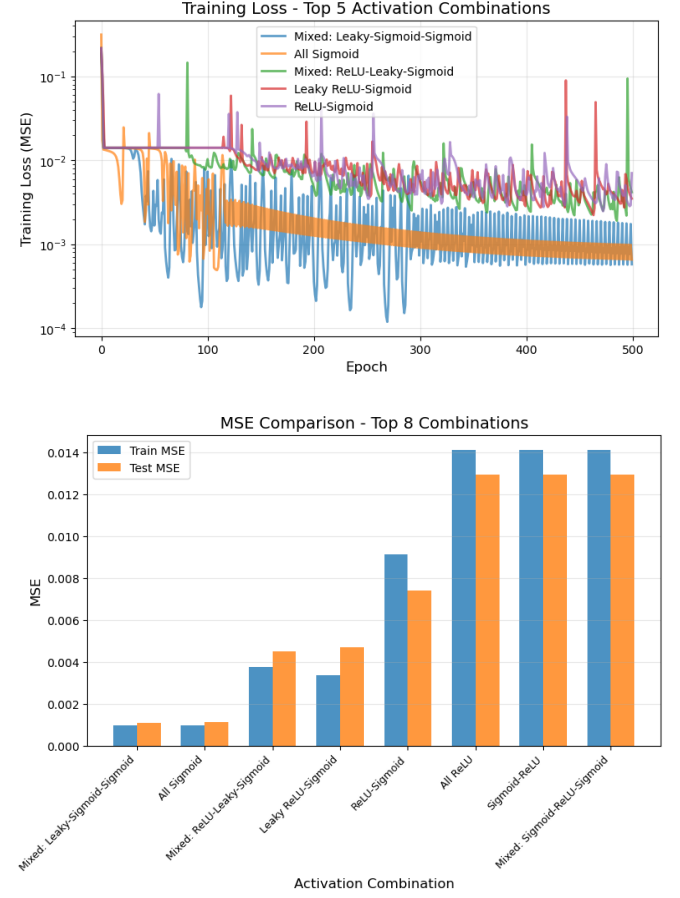 Training Loss - Top 5 Activation Combinations
Training Loss (MSE)
10⁻¹
10⁻²
10⁻³
10⁻⁴
Mixed: Leaky-Sigmoid-Sigmoid
All Sigmoid
Mixed: ReLU-Leaky-Sigmoid
Leaky ReLU-Sigmoid
ReLU-Sigmoid
0 100 200 300 400 500
Epoch
MSE Comparison - Top 8 Combinations
MSE
0.014
0.012
0.010
0.008
0.006
0.004
0.002
0.000
Train MSE
Test MSE
Mixed: Leaky-Sigmoid-Sigmoid
All Sigmoid
Mixed: ReLU-Leaky-Sigmoid
Leaky ReLU-Sigmoid
ReLU-Sigmoid
All ReLU
Sigmoid-ReLU
Mixed: Sigmoid-ReLU-Sigmoid
Activation Combination